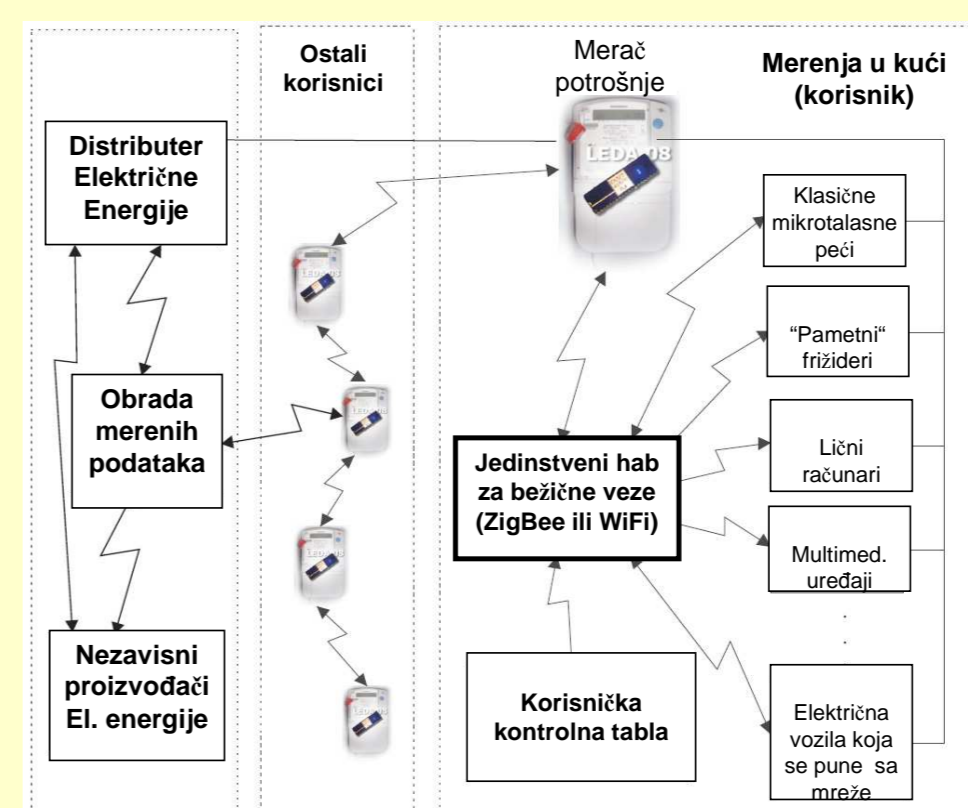 Ostali
korisnici
Merač
potrošnje
Merenja u kući
(korisnik)
Distributer
Električne
Energije
LEDA 08
Klasične
mikrotalasne
peći
“Pametni“
frižideri
Obrada
merenih
podataka
Jedinstveni hab
za bežične veze
(ZigBee ili WiFi)
Lični
računari
Multimed.
uređaji
Nezavisni
proizvođači
El. energije
Korisnička
kontrolna tabla
Električna
vozila koja
se pune sa
mreže